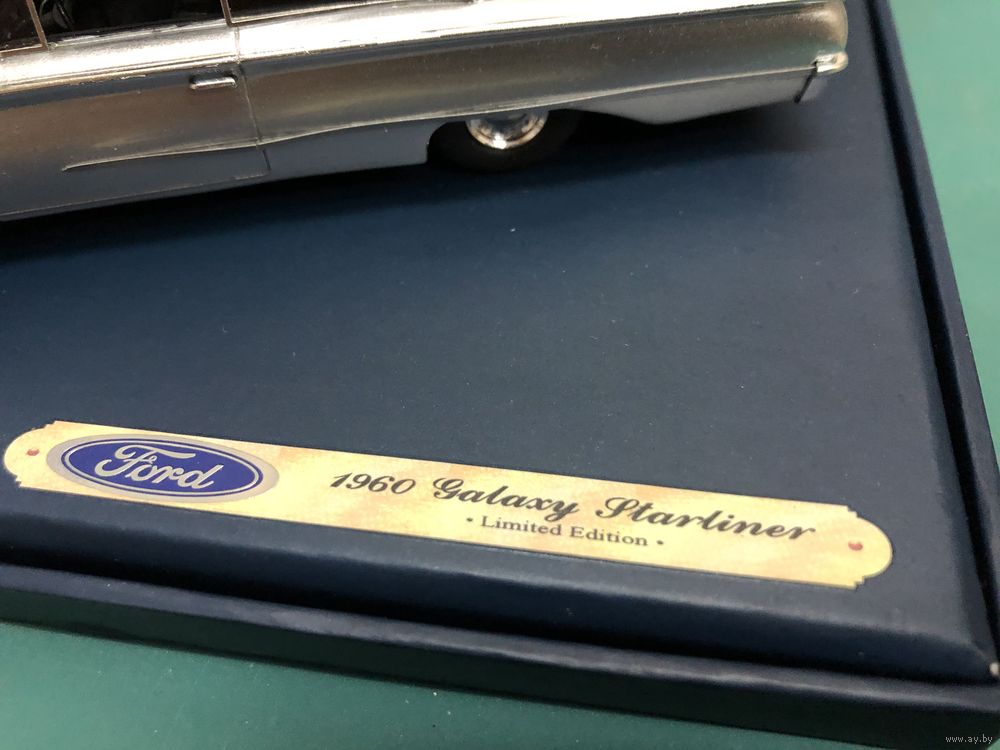 Ford
1960 Galaxy Starliner
• Limited Edition •
www.ay.by